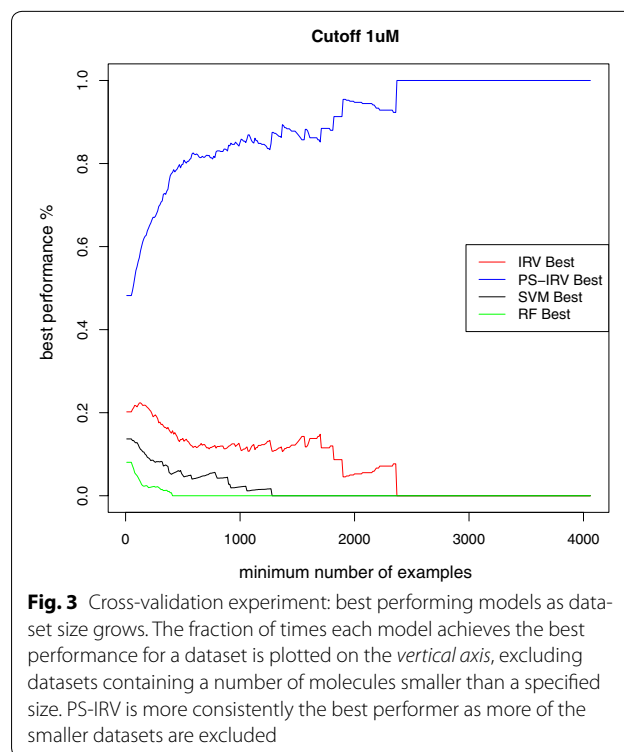 Cutoff 1uM
1.0
0.8
0.6
0.4
0.2
0.0
best performance %
IRV Best
PS−IRV Best
SVM Best
RF Best
0 1000 2000 3000 4000
minimum number of examples
Fig. 3 Cross-validation experiment: best performing models as data-
set size grows. The fraction of times each model achieves the best
performance for a dataset is plotted on the vertical axis, excluding
datasets containing a number of molecules smaller than a specified
size. PS-IRV is more consistently the best performer as more of the
smaller datasets are excluded